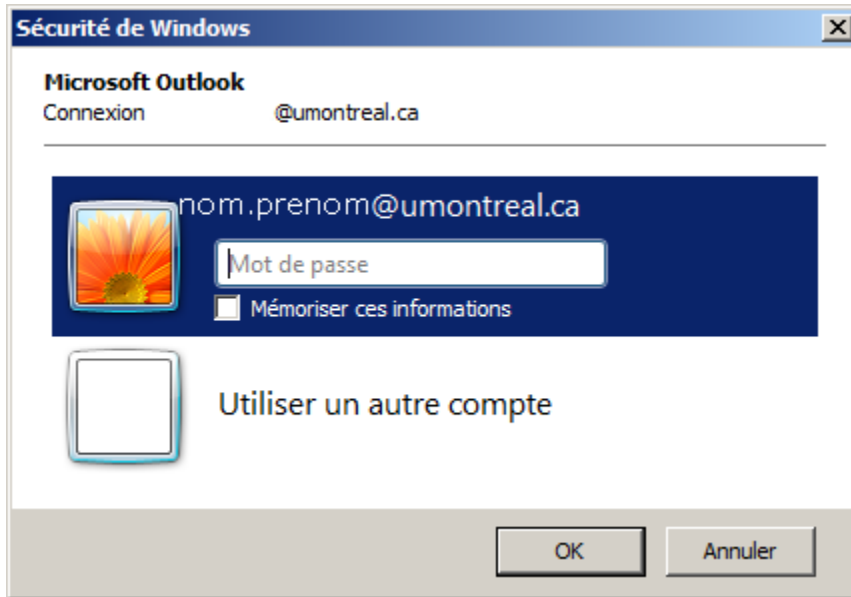 Sécurité de Windows
Microsoft Outlook
Connexion @umontreal.ca
nom.prenom@umontreal.ca
Mot de passe
Mémoriser ces informations
Utiliser un autre compte
OK Annuler